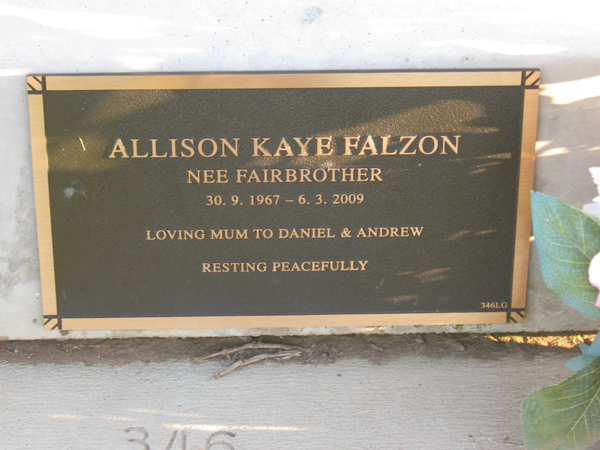 ALLISON KAYE FALZON
NEE FAIRBROTHER
30. 9. 1967 – 6. 3. 2009
LOVING MUM TO DANIEL & ANDREW
RESTING PEACEFULLY
346LG
346